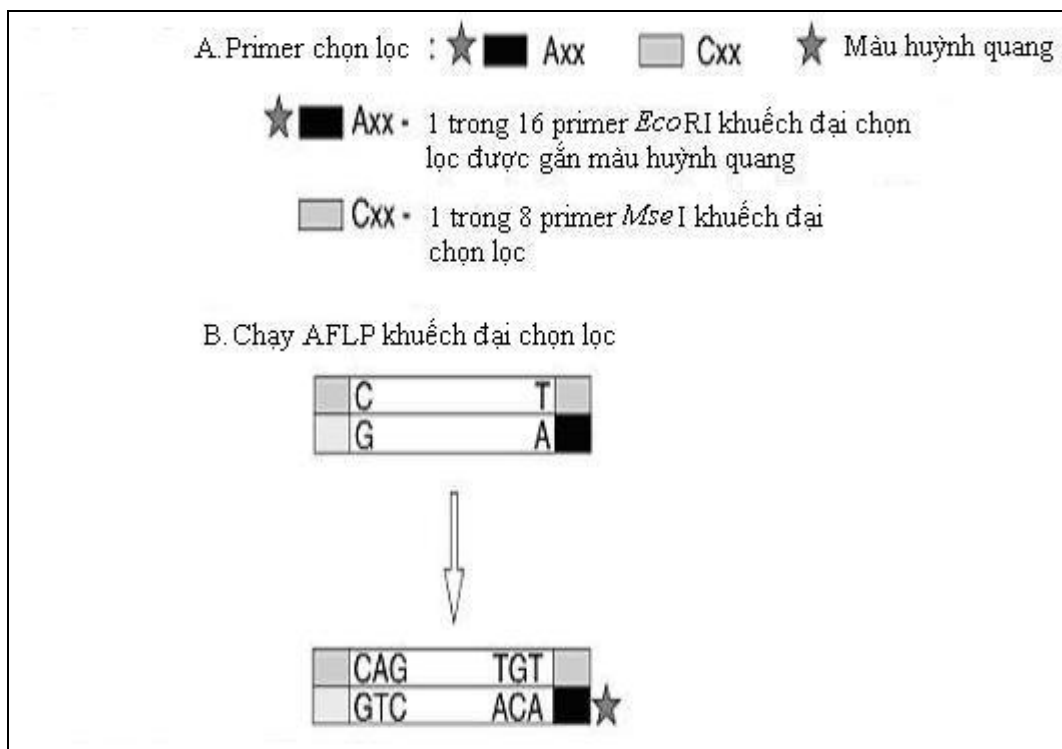 A. Primer chọn lọc : Axx Cxx Màu huỳnh quang
Axx - 1 trong 16 primer EcoRI khuếch đại chọn
lọc được gắn màu huỳnh quang
Cxx - 1 trong 8 primer MseI khuếch đại
chọn lọc
B. Chạy AFLP khuếch đại chọn lọc
C T
G A
CAG TGT
GTC ACA